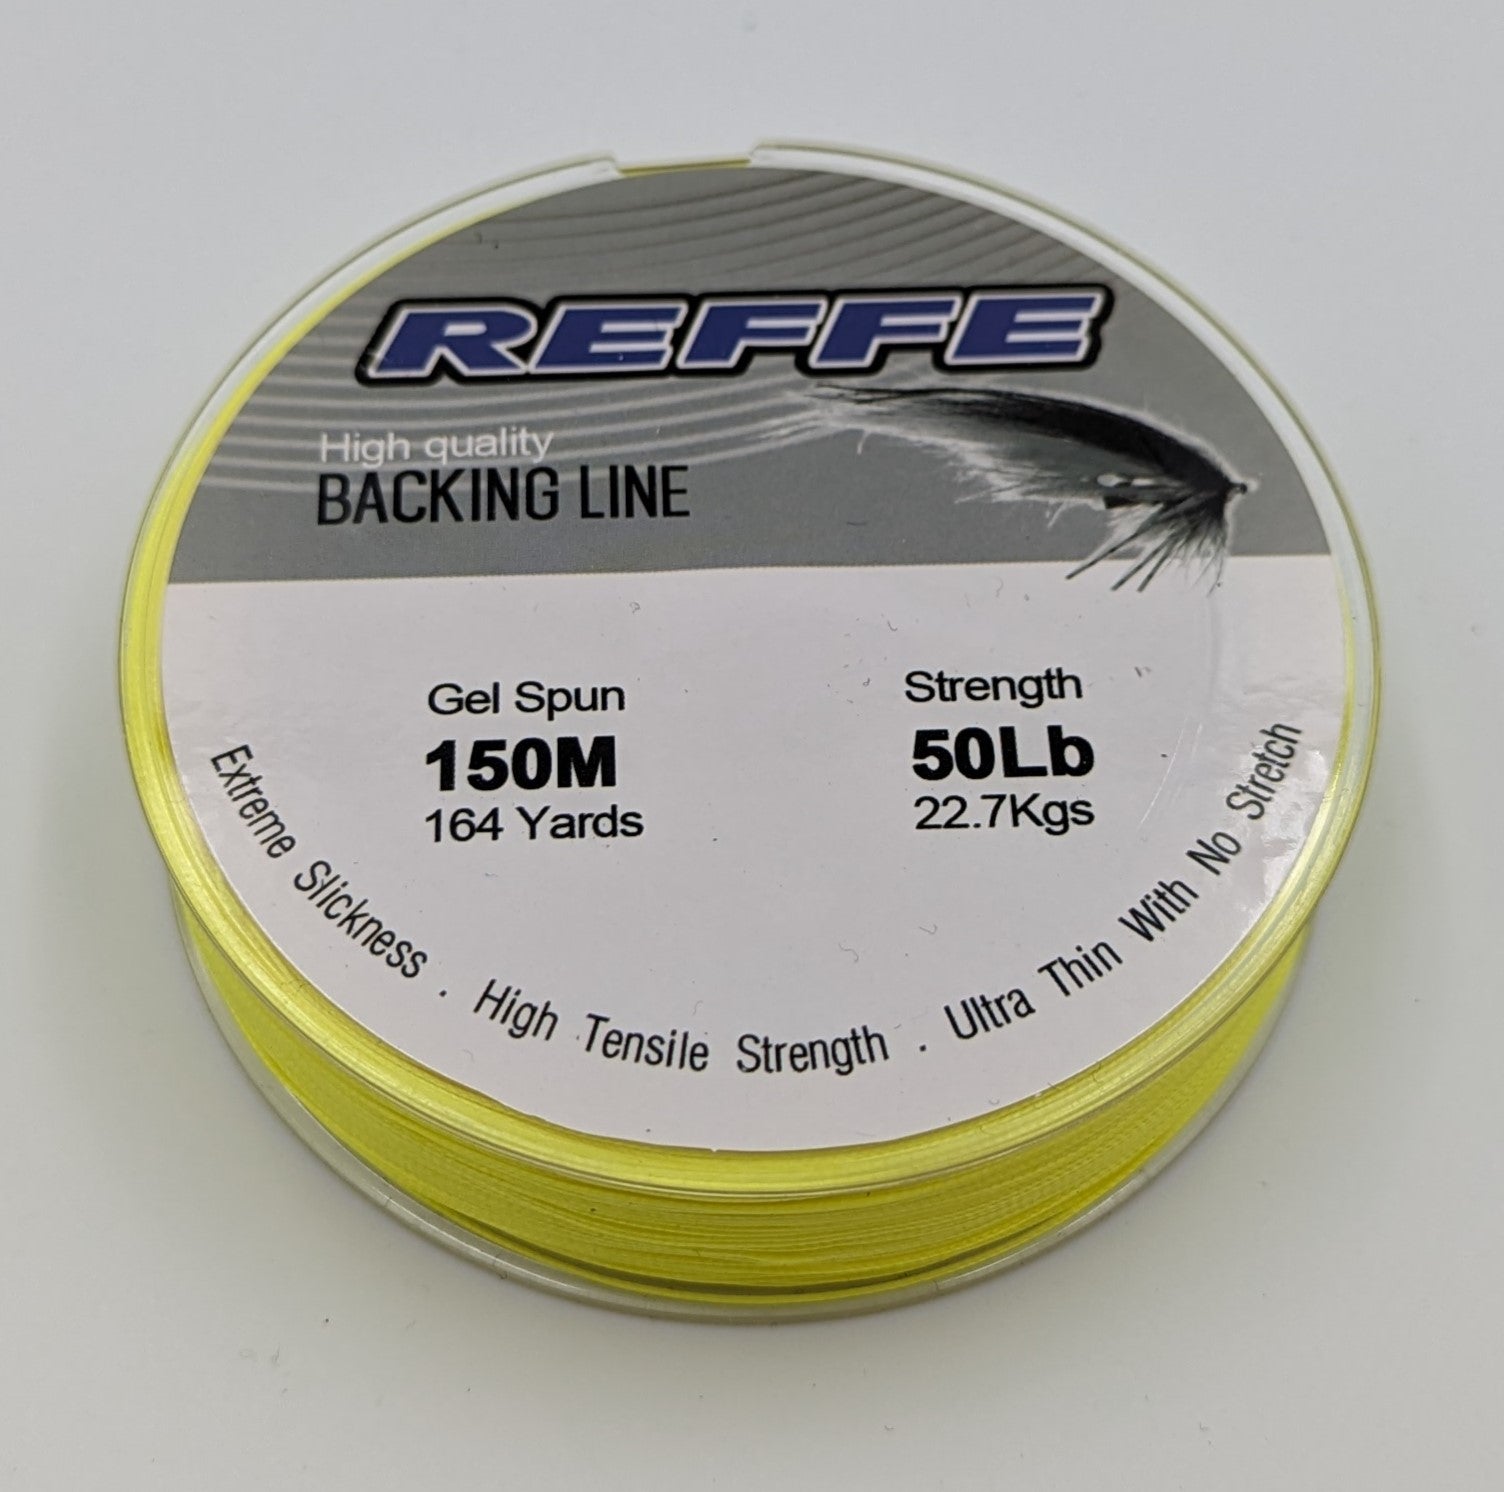 REFFE
High quality
BACKING LINE
Gel Spun
150M
164 Yards
Strength
50Lb
22.7Kgs
Extreme Slickness . High Tensile Strength . Ultra Thin With No Stretch